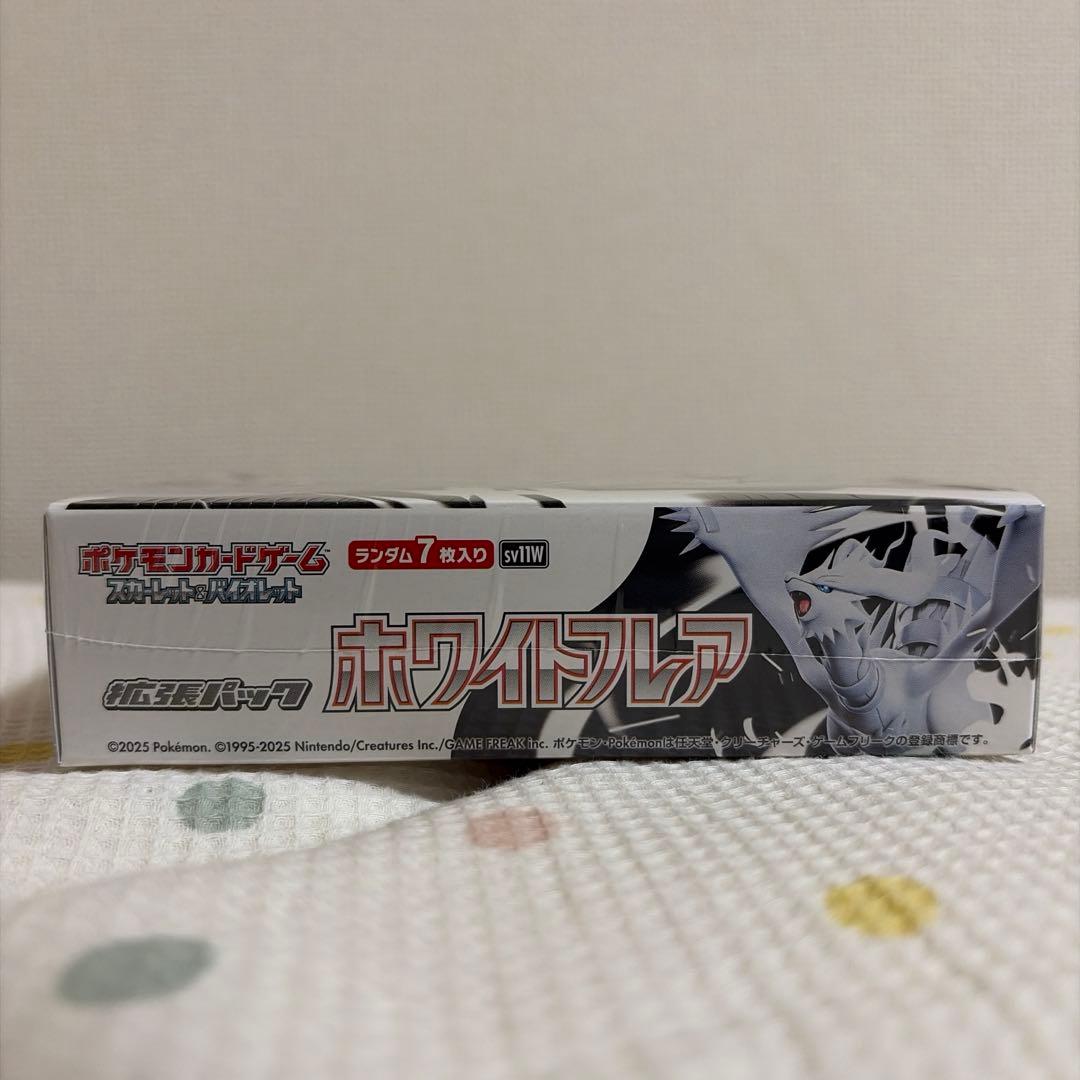 ポケモンカードゲーム™
スカーレット&バイオレット
ランダム7枚入り sv11W
拡張パック ホワイトフレア
©2025 Pokémon. ©1995-2025 Nintendo/Creatures Inc./GAME FREAK inc. ポケモン・Pokémonは任天堂・クリーチャーズ・ゲームフリークの登録商標です。